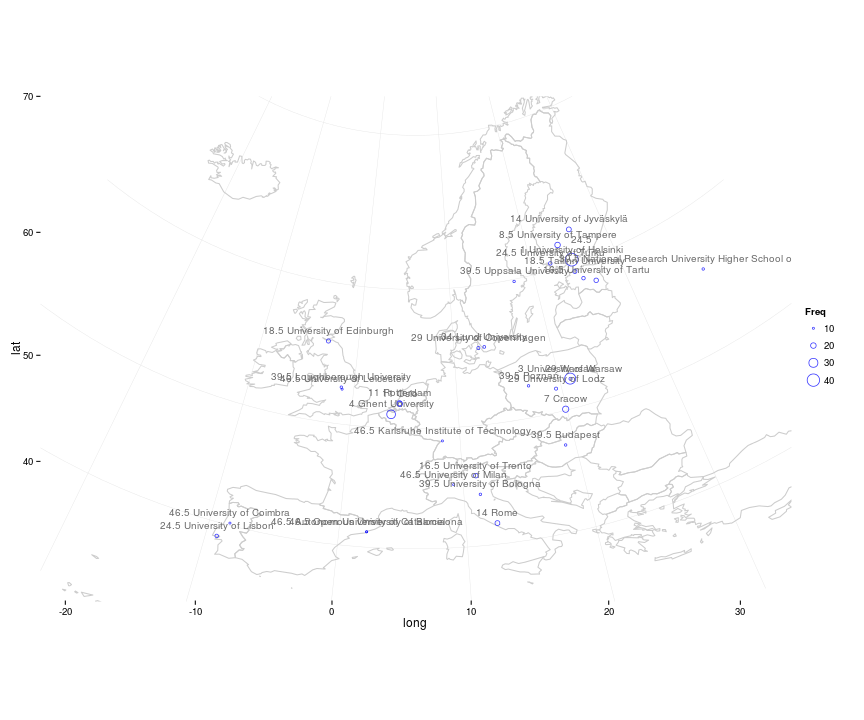 70
60
50
40
lat
14 University of Jyväskylä
8.5 University of Tampere
24.5
1 University of Helsinki
24.5 University of Turku
National Research University Higher School o
18.5 Tallinn University
39.5 Uppsala University
University of Tartu
18.5 University of Edinburgh
29 University of Copenhagen
Lund University
39.5 Loughborough University
46.5 University of Leicester
3 University of Warsaw
29 Warsaw
39.5 Poznan
29 University of Lodz
11 Rotterdam
4 Ghent University
7 Cracow
46.5 Karlsruhe Institute of Technology
39.5 Budapest
16.5 University of Trento
46.5 University of Milan
39.5 University of Bologna
46.5 University of Coimbra
14 Rome
24.5 University of Lisbon
46.5 Autonomous University of Barcelona
46.5 Open University of Catalonia
-20
-10
0
10
20
30
long
Freq
10
20
30
40